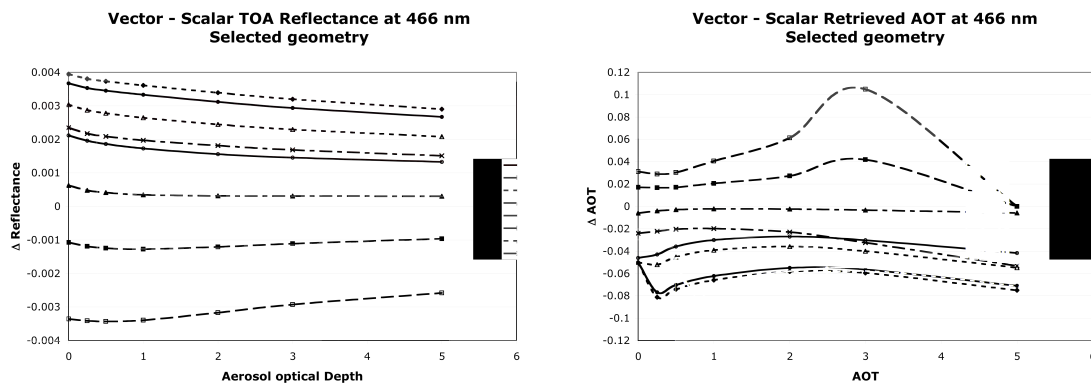 Vector - Scalar TOA Reflectance at 466 nm
Selected geometry
0.004
0.003
0.002
0.001
0
-0.001
-0.002
-0.003
-0.004
Δ Reflectance
0 1 2 3 4 5 6
Aerosol optical Depth
Vector - Scalar Retrieved AOT at 466 nm
Selected geometry
0.12
0.1
0.08
0.06
0.04
0.02
0
-0.02
-0.04
-0.06
-0.08
-0.1
-0.12
Δ AOT
0 1 2 3 4 5
AOT